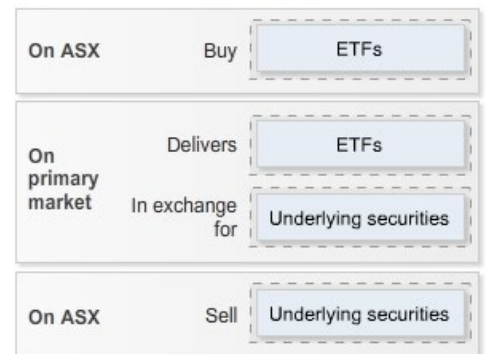 On ASX Buy ETFs
On primary market
Delivers ETFs
In exchange for Underlying securities
On ASX Sell Underlying securities